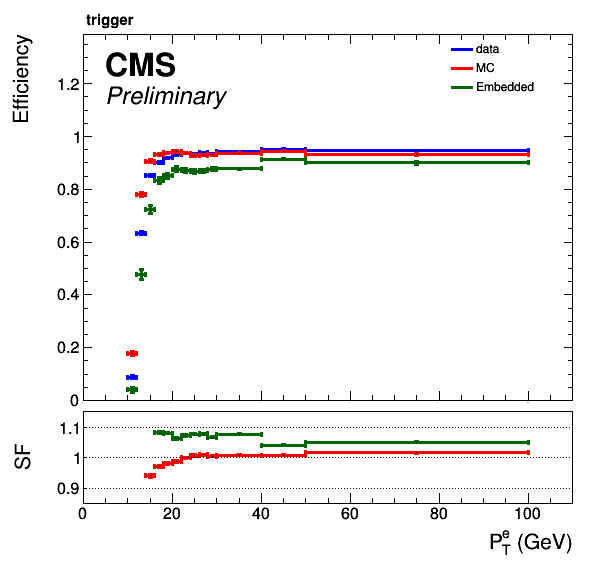 trigger
CMS
Preliminary
data
MC
Embedded
Efficiency
1.2
1
0.8
0.6
0.4
0.2
0
SF
1.1
1
0.9
0 20 40 60 80 100
P_T^e (GeV)